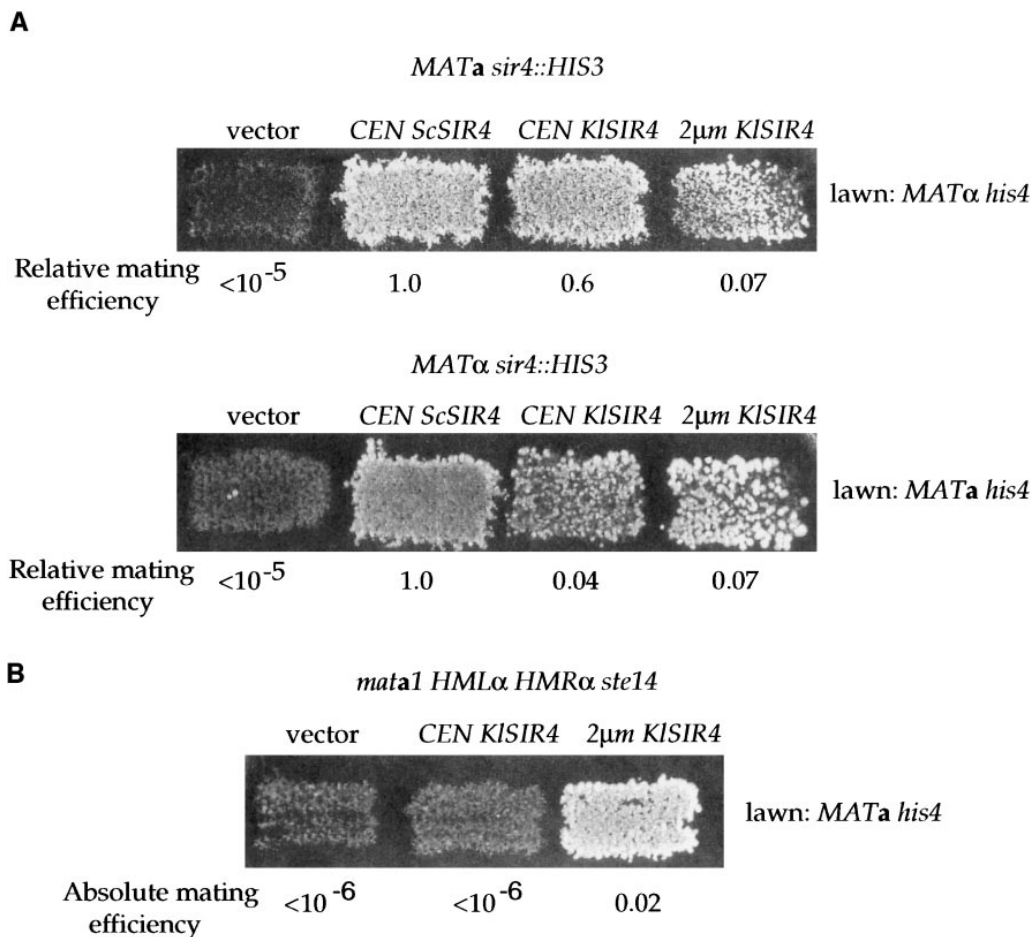 A
MATa sir4::HIS3
vector CEN ScSIR4 CEN KlSIR4 2μm KlSIR4
lawn: MATα his4
Relative mating efficiency <10⁻⁵ 1.0 0.6 0.07
MATα sir4::HIS3
vector CEN ScSIR4 CEN KlSIR4 2μm KlSIR4
lawn: MATa his4
Relative mating efficiency <10⁻⁵ 1.0 0.04 0.07
B
mata1 HMLα HMRα ste14
vector CEN KlSIR4 2μm KlSIR4
lawn: MATa his4
Absolute mating efficiency <10⁻⁶ <10⁻⁶ 0.02